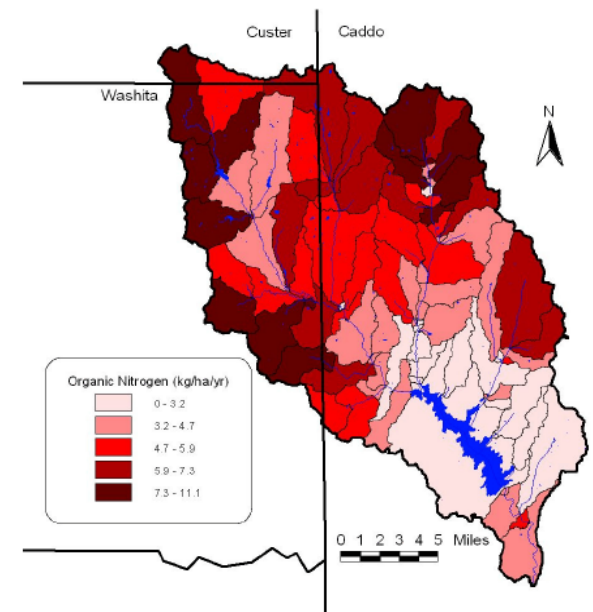 Custer
Caddo
Washita
N
Organic Nitrogen (kg/ha/yr)
0 - 3.2
3.2 - 4.7
4.7 - 5.9
5.9 - 7.3
7.3 - 11.1
0 1 2 3 4 5 Miles